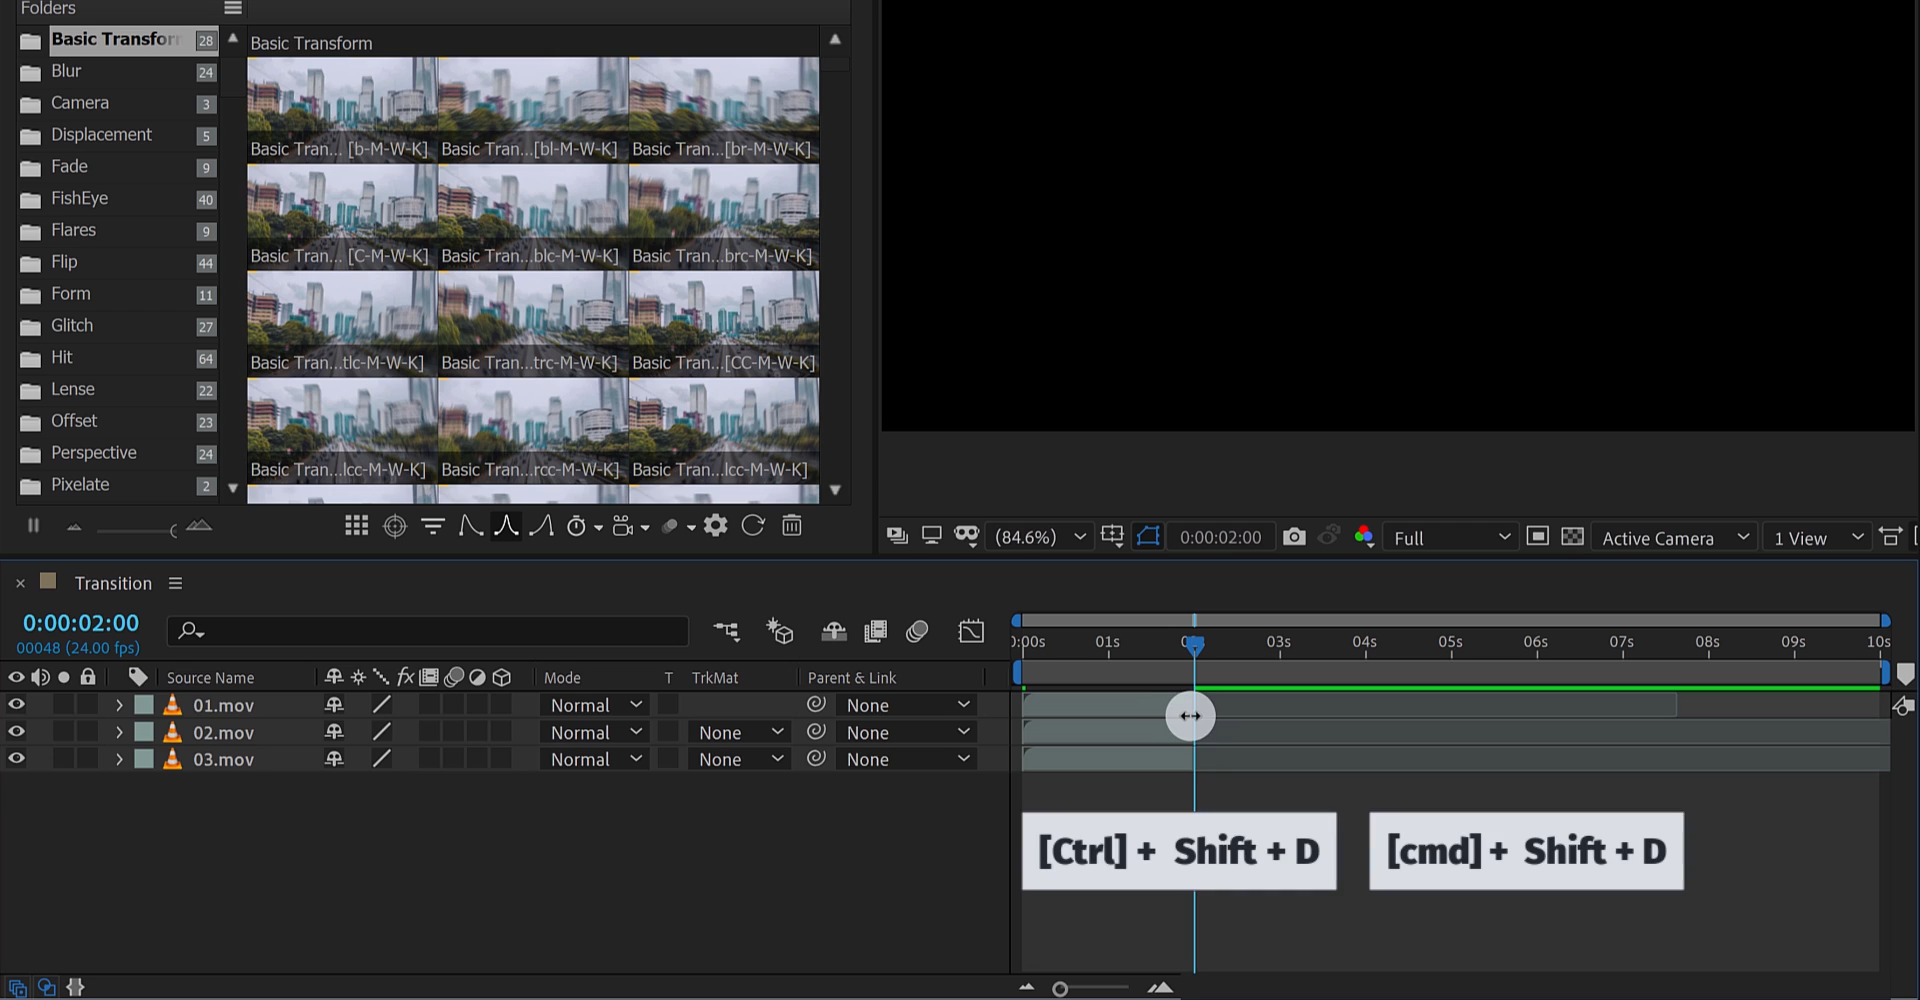 Folders
Basic Transfor 28
Blur 24
Camera 3
Displacement 5
Fade 9
FishEye 40
Flares 9
Flip 44
Form 11
Glitch 27
Hit 64
Lense 22
Offset 23
Perspective 24
Pixelate 2
Basic Transform
Basic Tran... [b-M-W-K] Basic Tran...[bl-M-W-K] Basic Tran...[br-M-W-K]
Basic Tran... [C-M-W-K] Basic Tran...blc-M-W-K] Basic Tran...brc-M-W-K]
Basic Tran...tlc-M-W-K] Basic Tran...trc-M-W-K] Basic Tran...[CC-M-W-K]
Basic Tran...lcc-M-W-K] Basic Tran...rcc-M-W-K] Basic Tran...lcc-M-W-K]
(84.6%) 0:00:02:00 Full Active Camera 1 View
Transition
0:00:02:00
00048 (24.00 fps)
0:00s 01s 03s 04s 05s 06s 07s 08s 09s 10s
Source Name fx Mode T TrkMat Parent & Link
01.mov Normal None
02.mov Normal None None
03.mov Normal None None
[Ctrl] + Shift + D [cmd] + Shift + D